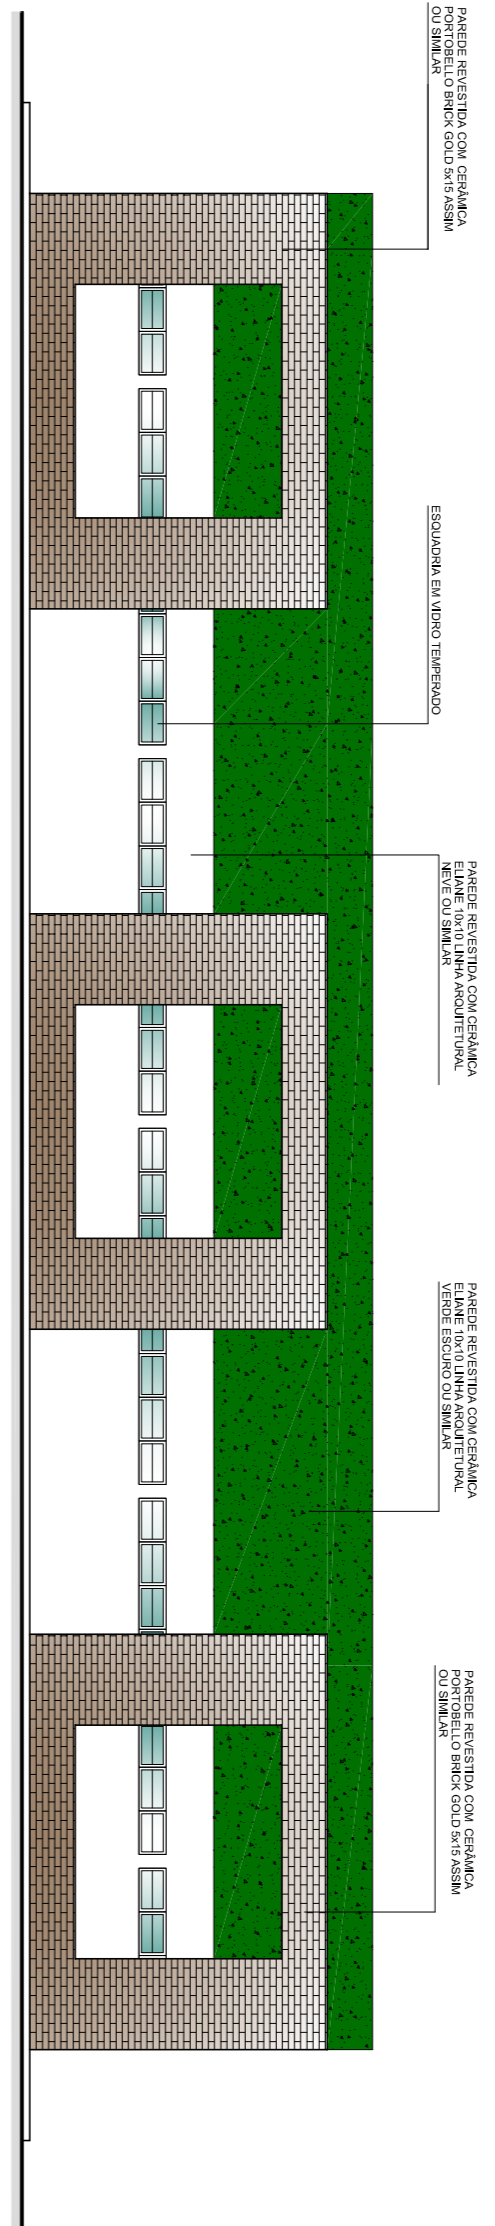 PAREDE REVESTIDA COM CERÂMICA
PORTOBELLO BRICK GOLD 5x15 ASSIM
OU SIMILAR
ESQUADRIA EM VIDRO TEMPERADO
PAREDE REVESTIDA COM CERÂMICA
ELIANE 10x10 LINHA ARQUITETURAL
NEVE OU SIMILAR
PAREDE REVESTIDA COM CERÂMICA
ELIANE 10x10 LINHA ARQUITETURAL
VERDE ESCURO OU SIMILAR
PAREDE REVESTIDA COM CERÂMICA
PORTOBELLO BRICK GOLD 5x15 ASSIM
OU SIMILAR